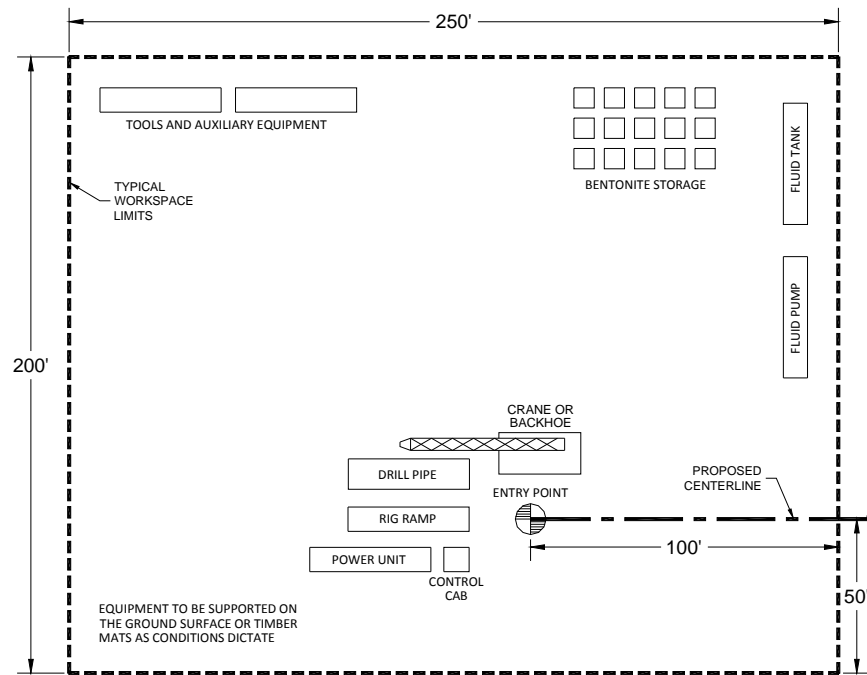 250'
TOOLS AND AUXILIARY EQUIPMENT
BENTONITE STORAGE
FLUID TANK
TYPICAL
WORKSPACE
LIMITS
FLUID PUMP
200'
CRANE OR
BACKHOE
DRILL PIPE
PROPOSED
CENTERLINE
ENTRY POINT
RIG RAMP
100'
POWER UNIT
CONTROL
CAB
50'
EQUIPMENT TO BE SUPPORTED ON
THE GROUND SURFACE OR TIMBER
MATS AS CONDITIONS DICTATE